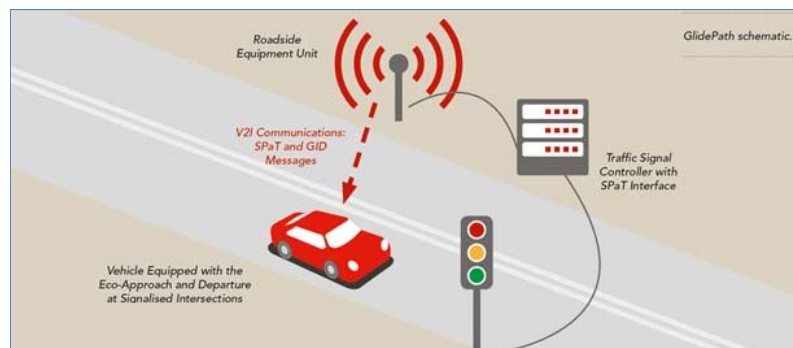 Roadside
Equipment Unit
GlidePath schematic.
V2I Communications:
SPaT and GID
Messages
Traffic Signal
Controller with
SPaT Interface
Vehicle Equipped with the
Eco-Approach and Departure
at Signalised Intersections